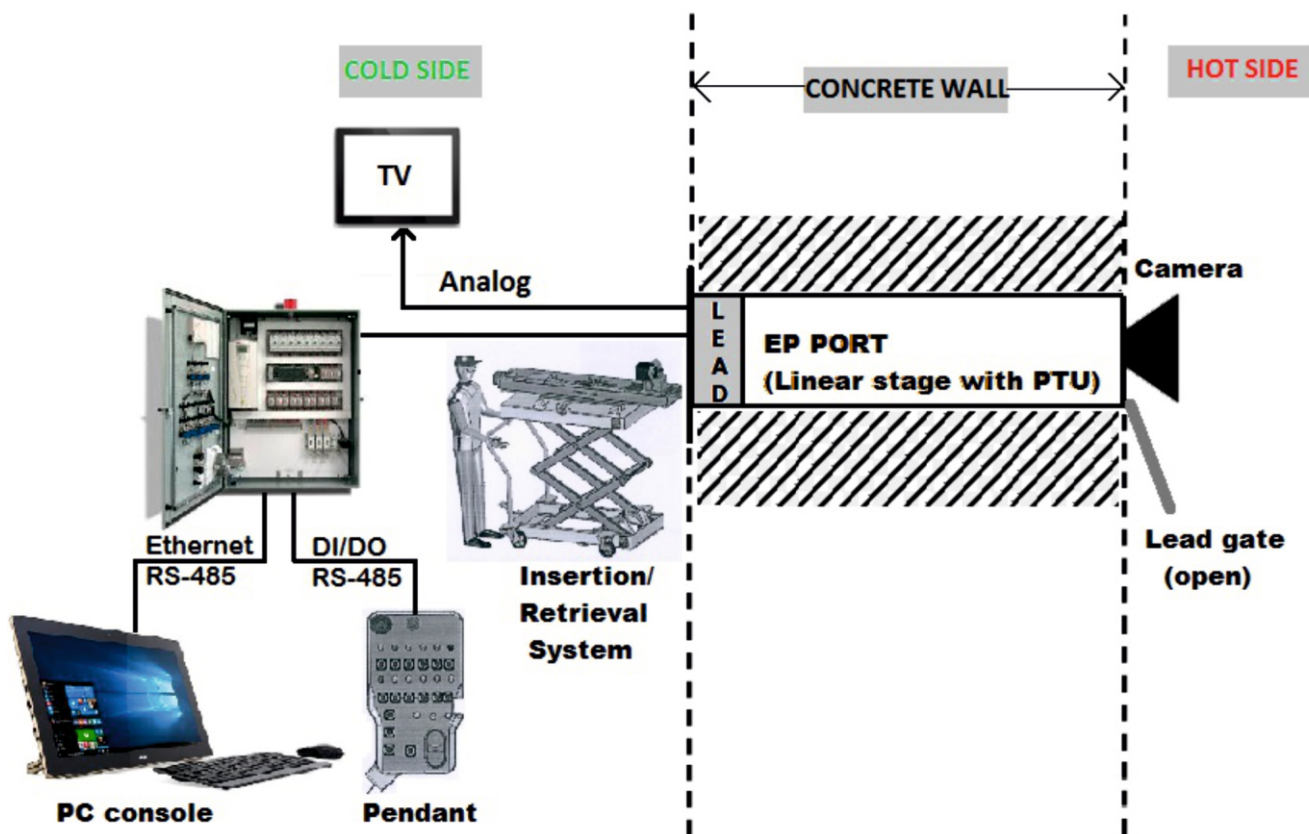 COLD SIDE
CONCRETE WALL
HOT SIDE
TV
Analog
Camera
LEAD
EP PORT
(Linear stage with PTU)
Ethernet
RS-485
DI/DO
RS-485
Insertion/
Retrieval
System
Lead gate
(open)
PC console
Pendant